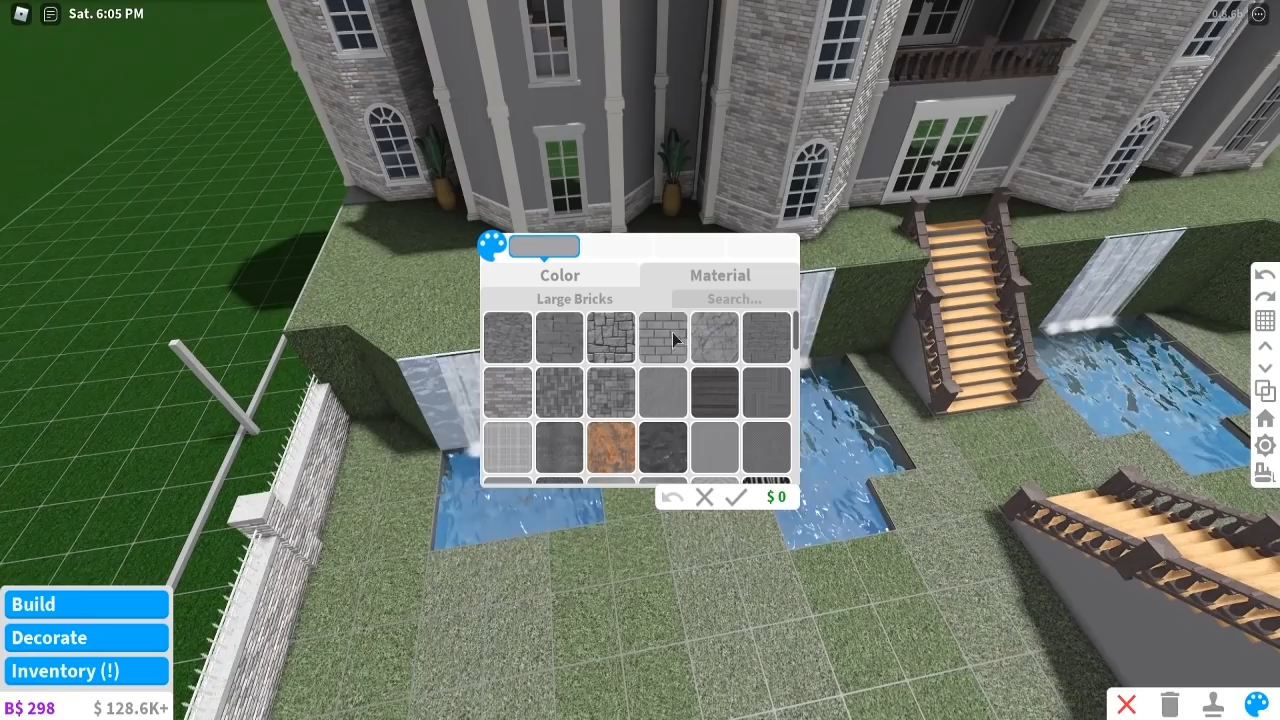 Sat. 6:05 PM
Color
Material
Large Bricks
Search...
$ 0
Build
Decorate
Inventory (!)
B$ 298
$ 128.6K+